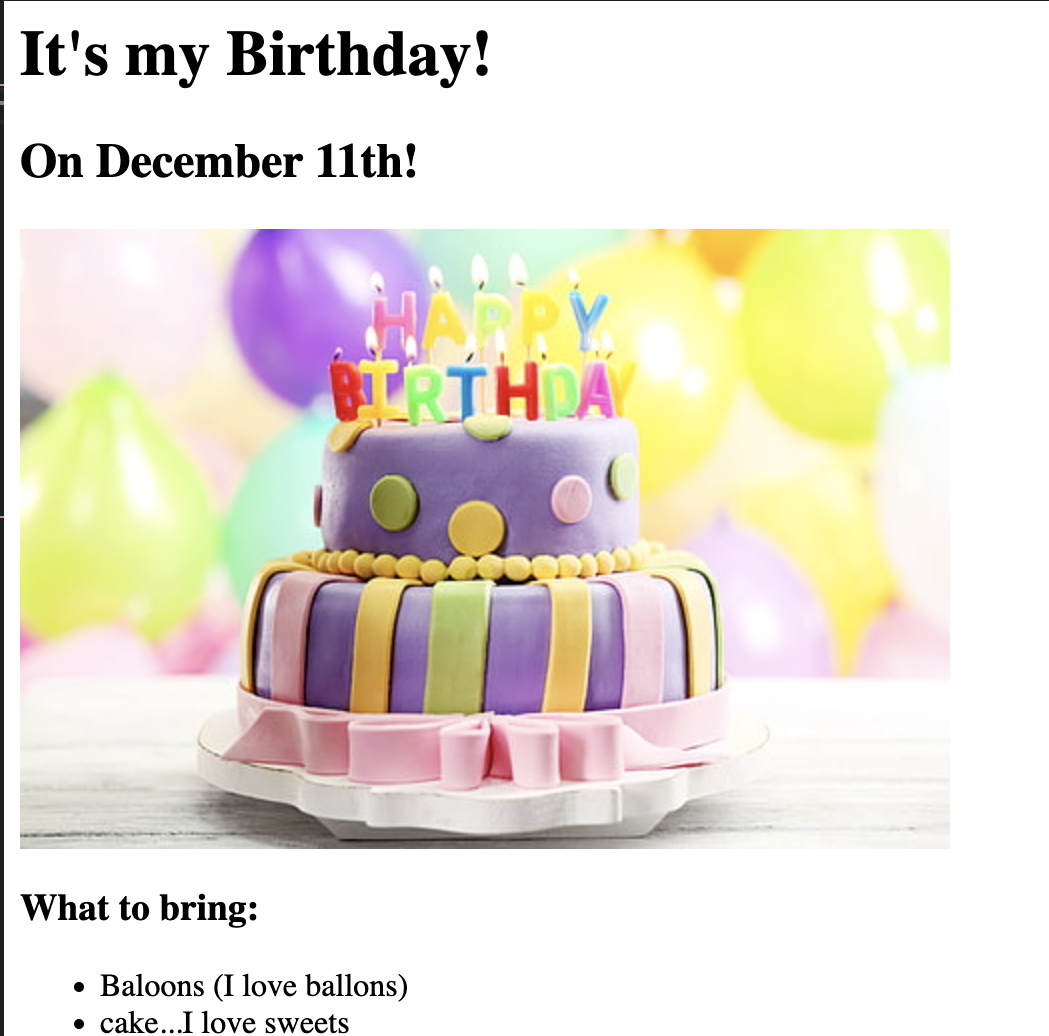 It's my Birthday!
On December 11th!
HAPPY
BIRTHDAY
What to bring:
Baloons (I love ballons)
cake...I love sweets